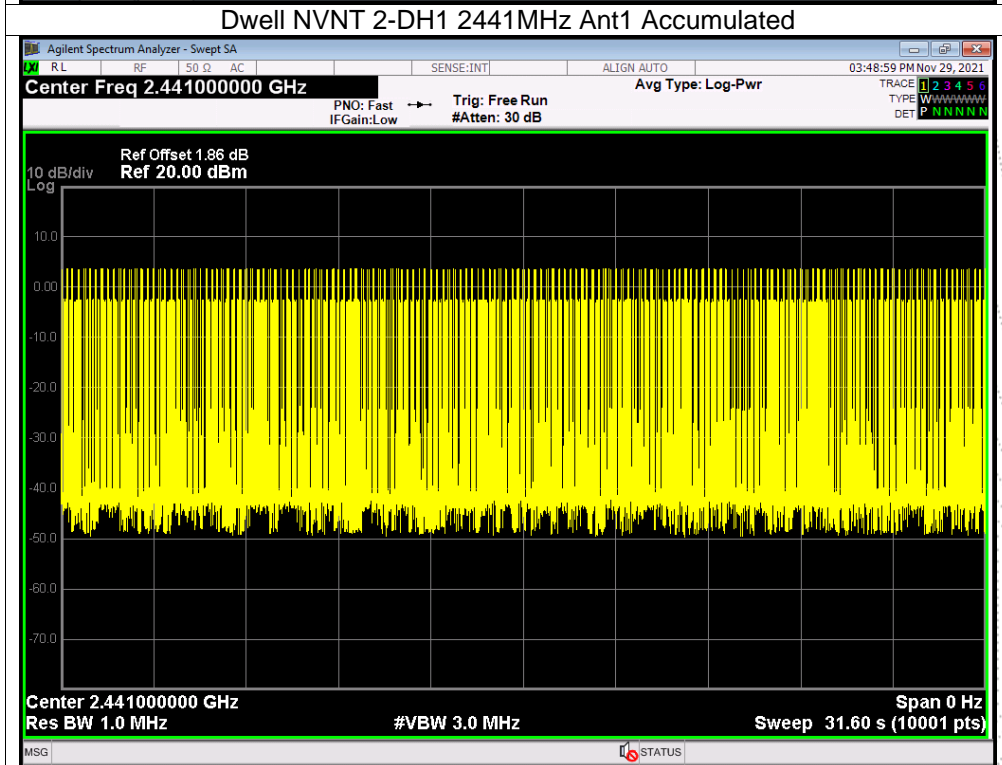 Dwell NVNT 2-DH1 2441MHz Ant1 Accumulated
Agilent Spectrum Analyzer - Swept SA
LXI RL RF 50 Ω AC SENSE:INT ALIGN AUTO 03:48:59 PM Nov 29, 2021
Center Freq 2.441000000 GHz Avg Type: Log-Pwr TRACE 1 2 3 4 5 6
PNO: Fast Trig: Free Run TYPE WWWWWW
IFGain:Low #Atten: 30 dB DET P N N N N N
Ref Offset 1.86 dB
10 dB/div Ref 20.00 dBm
Log
10.0
0.00
-10.0
-20.0
-30.0
-40.0
-50.0
-60.0
-70.0
Center 2.441000000 GHz Span 0 Hz
Res BW 1.0 MHz #VBW 3.0 MHz Sweep 31.60 s (10001 pts)
MSG STATUS